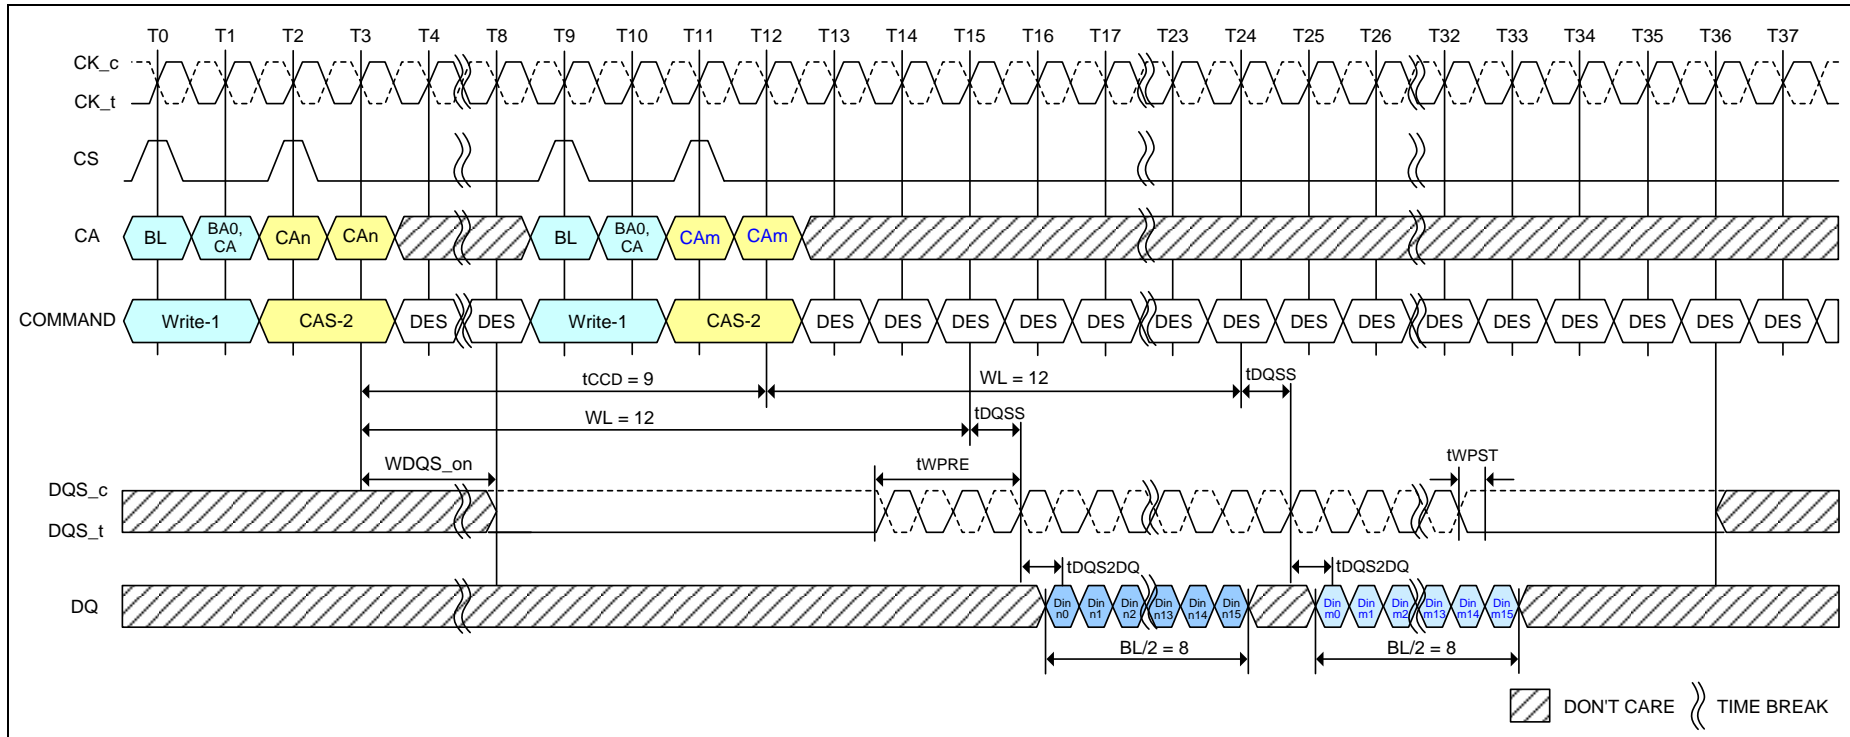 T0 T1 T2 T3 T4 T8 T9 T10 T11 T12 T13 T14 T15 T16 T17 T23 T24 T25 T26 T32 T33 T34 T35 T36 T37
CK_c
CK_t
CS
CA BL BA0, CA CAn CAn BL BA0, CA CAm CAm
COMMAND Write-1 CAS-2 DES DES Write-1 CAS-2 DES DES DES DES DES DES DES DES DES DES DES DES DES DES DES
tCCD = 9 WL = 12 tDQSS
WL = 12 tDQSS
WDQS_on tWPRE tWPST
DQS_c
DQS_t
tDQS2DQ tDQS2DQ
DQ Din n0 Din n1 Din n2 Din n13 Din n14 Din n15 Din m0 Din m1 Din m2 Din m13 Din m14 Din m15
BL/2 = 8 BL/2 = 8
DON'T CARE TIME BREAK